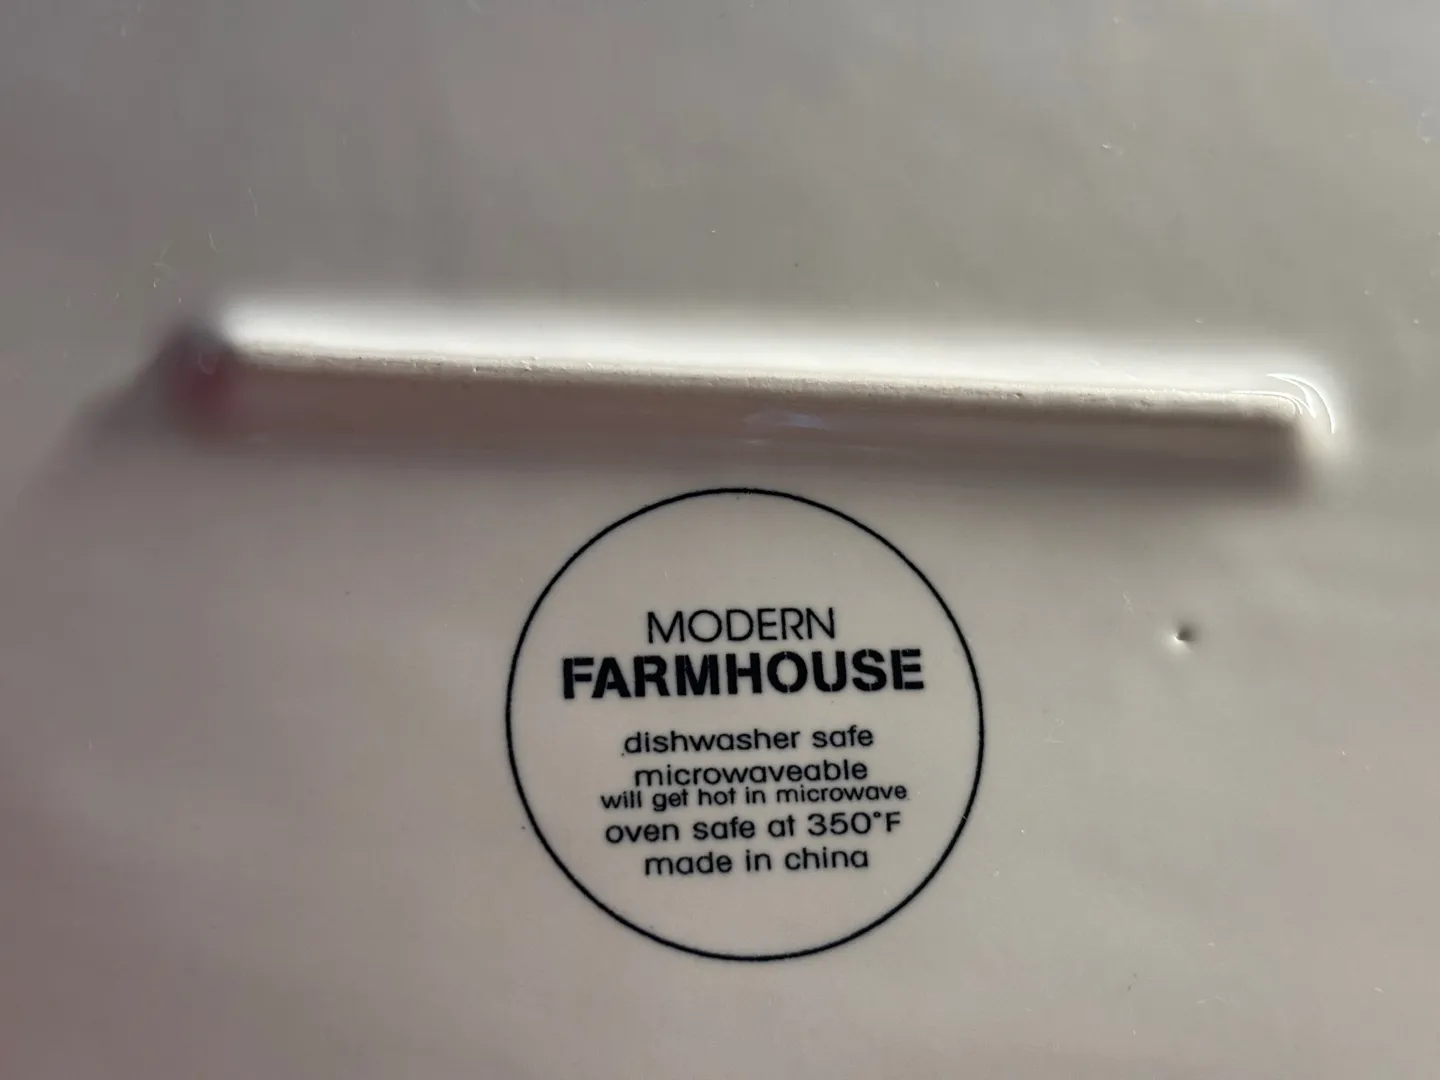 MODERN
FARMHOUSE
dishwasher safe
microwaveable
will get hot in microwave
oven safe at 350°F
made in china